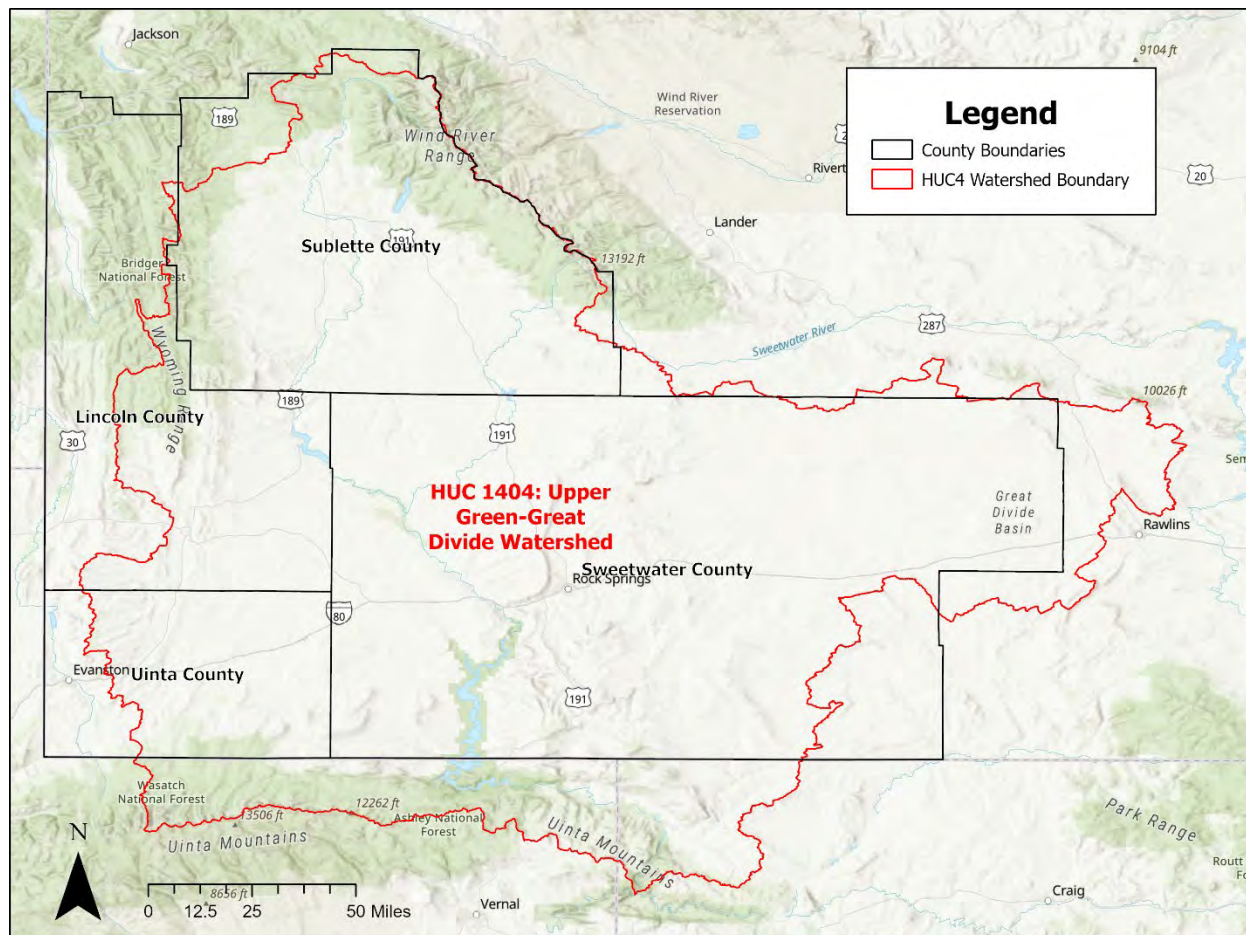 Jackson
9104 ft
Legend
County Boundaries
HUC4 Watershed Boundary
Wind River
Reservation
189
Wind River
Range
20
Lander
Sublette County
191
13192 ft
Bridger
National Forest
Sweetwater River
287
Wyoming Range
10026 ft
189
Lincoln County
30
191
HUC 1404: Upper
Green-Great
Divide Watershed
Great
Divide
Basin
Rawlins
Sweetwater County
Rock Springs
80
Evanston
Uinta County
191
Wasatch
National Forest
12262 ft
13506 ft
Ashley National
Forest
Uinta Mountains
Uinta Mountains
Park Range
N
8656 ft
0 12.5 25 50 Miles
Vernal
Craig